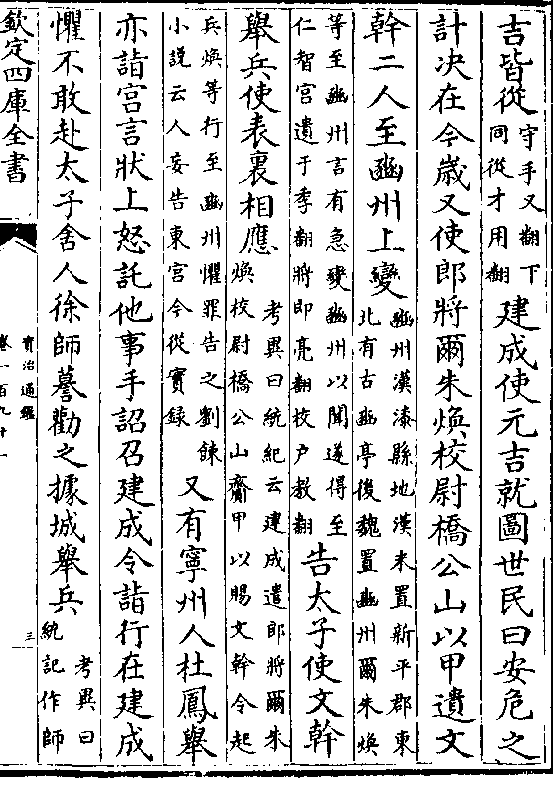 吉皆從
守手又翻下
同從才用翻
建成使元吉就圖世民曰安危之
計决在今歳又使郎將爾朱煥校尉橋公山以甲遺文
幹二人至豳州上變
豳州漢漆縣地漢末置新平郡東
北有古豳亭後魏置豳州爾朱煥
等至豳州言有急變豳州以聞遂得至
仁智宮遺于季翻將即亮翻校户教翻
告太子使文幹
舉兵使表裏相應
考異曰統紀云建成遣郎將爾朱
煥校尉橋公山齎甲以賜文幹令起
兵煥等行至豳州懼罪告之劉餗
小説云人妄告東宮今從實録
又有寧州人杜鳳舉
亦詣宫言狀上怒託他事手詔召建成令詣行在建成
懼不敢赴太子舍人徐師謩勸之據城舉兵
考異曰
統記作師
欽定四庫全書
資治通鑑
卷一百九十一
三